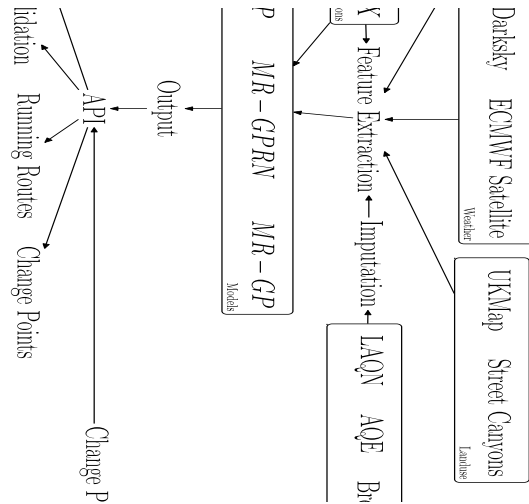 Darksky ECMWF Satellite
Weather
UKMap Street Canyons
Landuse
Feature Extraction
Imputation
LAQN AQE
MR-GPRN MR-GP
Models
Output
API
Running Routes
Change Points
Change